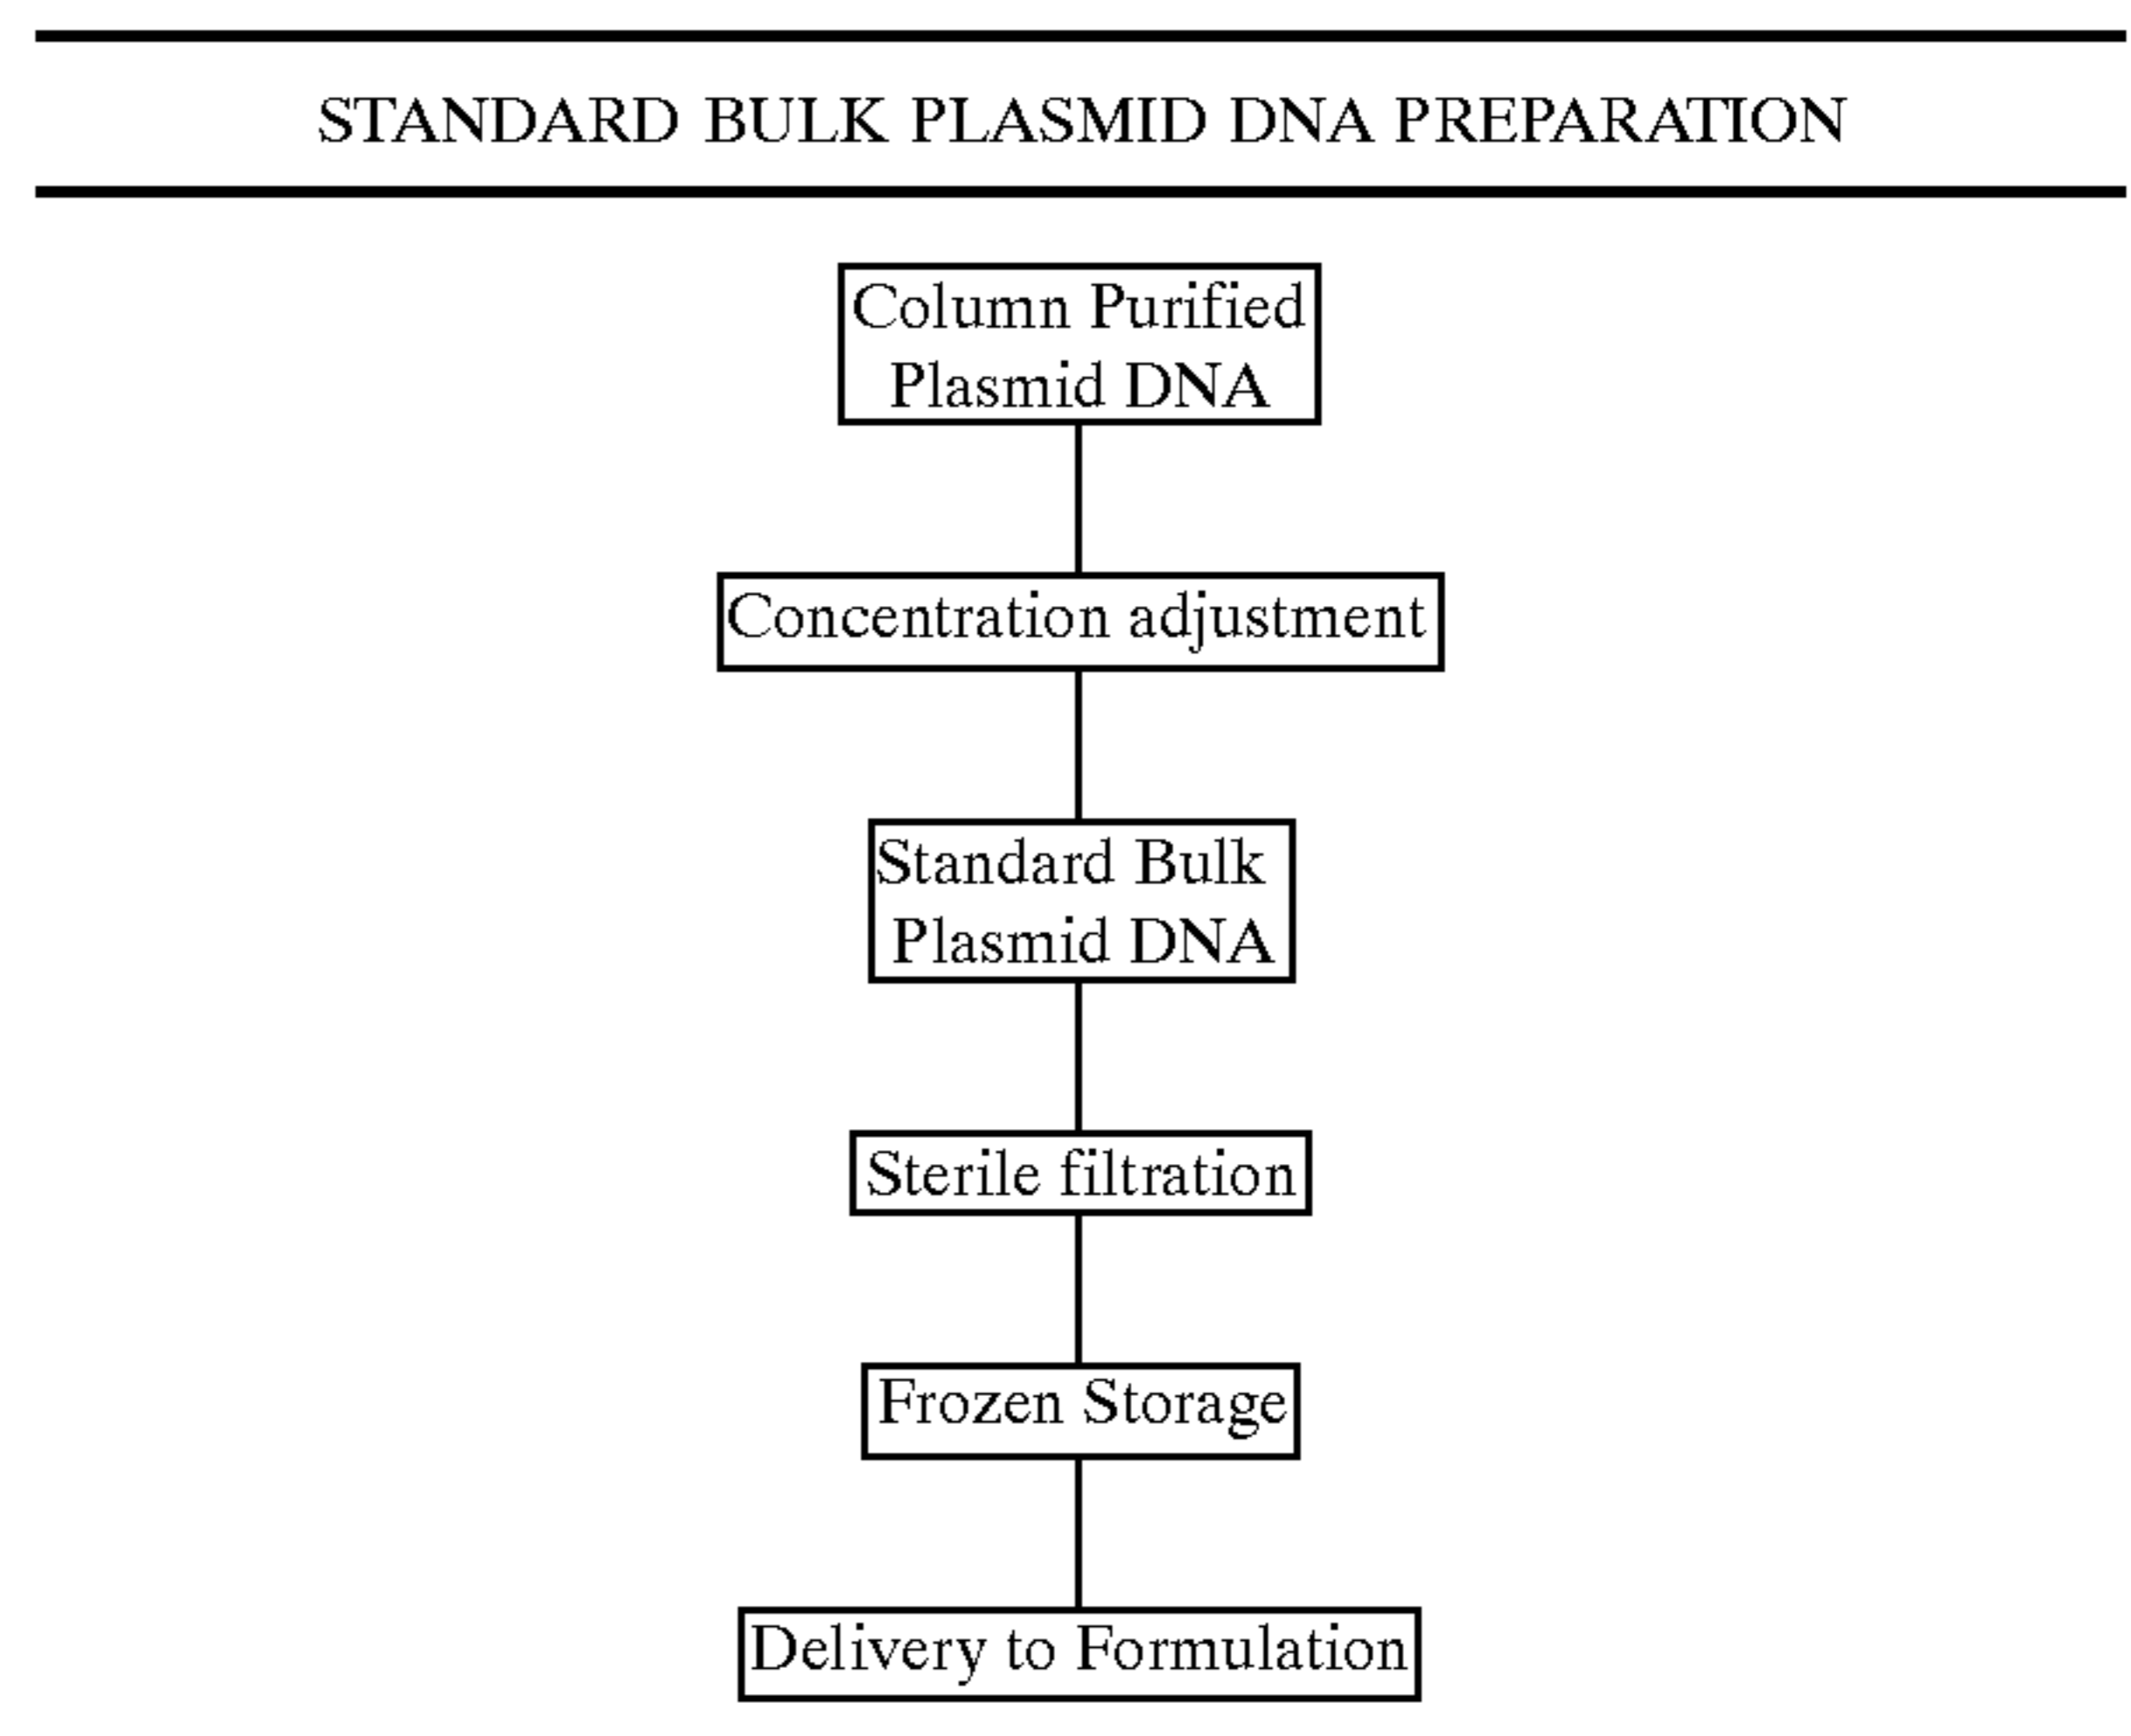 STANDARD BULK PLASMID DNA PREPARATION
Column Purified
Plasmid DNA
Concentration adjustment
Standard Bulk
Plasmid DNA
Sterile filtration
Frozen Storage
Delivery to Formulation